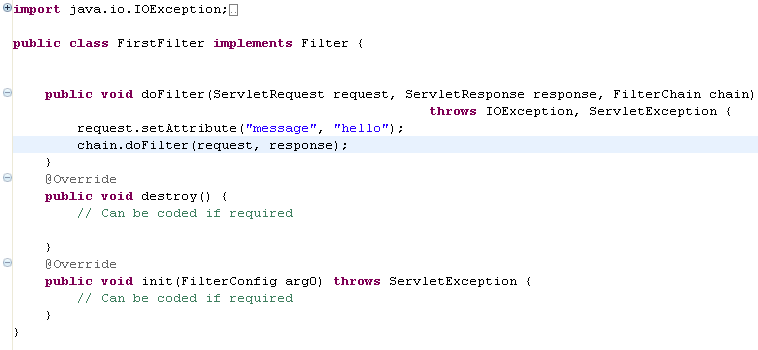 import java.io.IOException;
public class FirstFilter implements Filter {
public void doFilter(ServletRequest request, ServletResponse response, FilterChain chain)
throws IOException, ServletException {
request.setAttribute("message", "hello");
chain.doFilter(request, response);
}
@Override
public void destroy() {
// Can be coded if required
}
@Override
public void init(FilterConfig arg0) throws ServletException {
// Can be coded if required
}
}